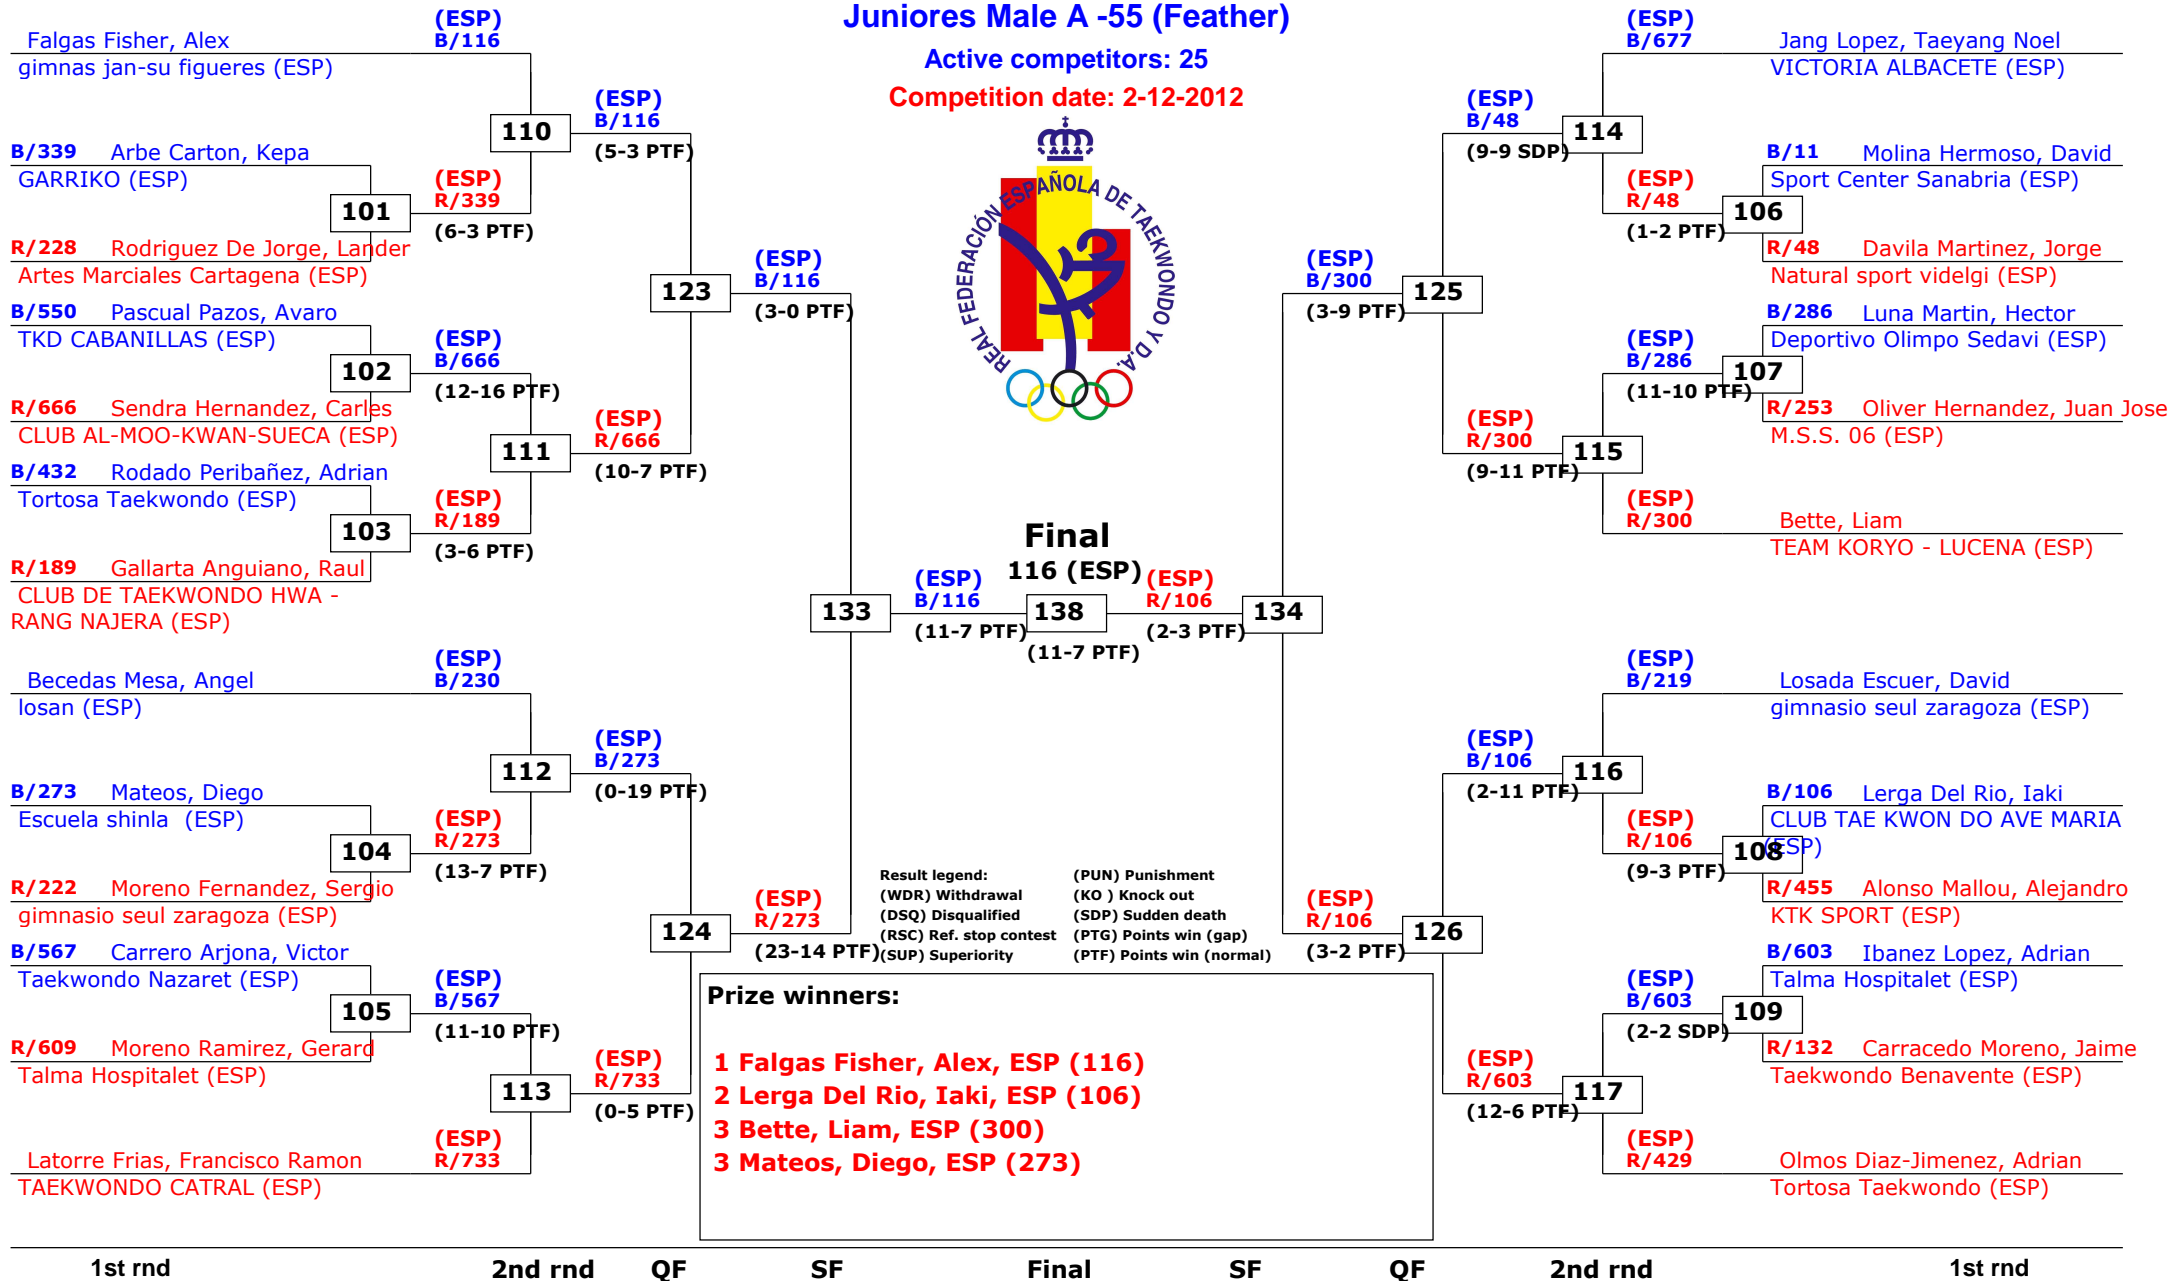 Juniores Male A -55 (Feather)
Active competitors: 25
Competition date: 2-12-2012
REAL FEDERACIÓN ESPAÑOLA DE TAEKWONDO Y D.A.
Falgas Fisher, Alex
gimnas jan-su figueres (ESP)
(ESP)
B/116
B/339 Arbe Carton, Kepa
GARRIKO (ESP)
101
R/228 Rodriguez De Jorge, Lander
Artes Marciales Cartagena (ESP)
(ESP)
R/339
(6-3 PTF)
110
(ESP)
B/116
(5-3 PTF)
B/550 Pascual Pazos, Avaro
TKD CABANILLAS (ESP)
102
R/666 Sendra Hernandez, Carles
CLUB AL-MOO-KWAN-SUECA (ESP)
(ESP)
B/666
(12-16 PTF)
B/432 Rodado Peribañez, Adrian
Tortosa Taekwondo (ESP)
103
R/189 Gallarta Anguiano, Raul
CLUB DE TAEKWONDO HWA -
RANG NAJERA (ESP)
(ESP)
R/189
(3-6 PTF)
111
(ESP)
R/666
(10-7 PTF)
123
(ESP)
B/116
(3-0 PTF)
Becedas Mesa, Angel
losan (ESP)
(ESP)
B/230
B/273 Mateos, Diego
Escuela shinla (ESP)
104
R/222 Moreno Fernandez, Sergio
gimnasio seul zaragoza (ESP)
(ESP)
R/273
(13-7 PTF)
112
(ESP)
B/273
(0-19 PTF)
B/567 Carrero Arjona, Victor
Taekwondo Nazaret (ESP)
105
R/609 Moreno Ramirez, Gerard
Talma Hospitalet (ESP)
(ESP)
B/567
(11-10 PTF)
Latorre Frias, Francisco Ramon
TAEKWONDO CATRAL (ESP)
(ESP)
R/733
113
(ESP)
R/733
(0-5 PTF)
124
(ESP)
R/273
(23-14 PTF)
133
(ESP)
B/116
(11-7 PTF)
Final
116 (ESP)
138
(11-7 PTF)
(ESP)
R/106
(2-3 PTF)
134
(ESP)
B/300
(3-9 PTF)
125
(ESP)
B/48
(9-9 SDP)
114
(ESP)
B/677
Jang Lopez, Taeyang Noel
VICTORIA ALBACETE (ESP)
(ESP)
R/48
(1-2 PTF)
106
B/11 Molina Hermoso, David
Sport Center Sanabria (ESP)
R/48 Davila Martinez, Jorge
Natural sport videlgi (ESP)
(ESP)
R/300
(9-11 PTF)
115
(ESP)
B/286
(11-10 PTF)
107
B/286 Luna Martin, Hector
Deportivo Olimpo Sedavi (ESP)
R/253 Oliver Hernandez, Juan Jose
M.S.S. 06 (ESP)
(ESP)
R/300
Bette, Liam
TEAM KORYO - LUCENA (ESP)
(ESP)
R/106
(3-2 PTF)
126
(ESP)
B/106
(2-11 PTF)
116
(ESP)
B/219
Losada Escuer, David
gimnasio seul zaragoza (ESP)
(ESP)
R/106
(9-3 PTF)
108
B/106 Lerga Del Rio, Iaki
CLUB TAE KWON DO AVE MARIA
(ESP)
R/455 Alonso Mallou, Alejandro
KTK SPORT (ESP)
(ESP)
R/603
(12-6 PTF)
117
(ESP)
B/603
(2-2 SDP)
109
B/603 Ibanez Lopez, Adrian
Talma Hospitalet (ESP)
R/132 Carracedo Moreno, Jaime
Taekwondo Benavente (ESP)
(ESP)
R/429
Olmos Diaz-Jimenez, Adrian
Tortosa Taekwondo (ESP)
Result legend: (PUN) Punishment
(WDR) Withdrawal (KO ) Knock out
(DSQ) Disqualified (SDP) Sudden death
(RSC) Ref. stop contest (PTG) Points win (gap)
(SUP) Superiority (PTF) Points win (normal)
Prize winners:
1 Falgas Fisher, Alex, ESP (116)
2 Lerga Del Rio, Iaki, ESP (106)
3 Bette, Liam, ESP (300)
3 Mateos, Diego, ESP (273)
1st rnd 2nd rnd QF SF Final SF QF 2nd rnd 1st rnd